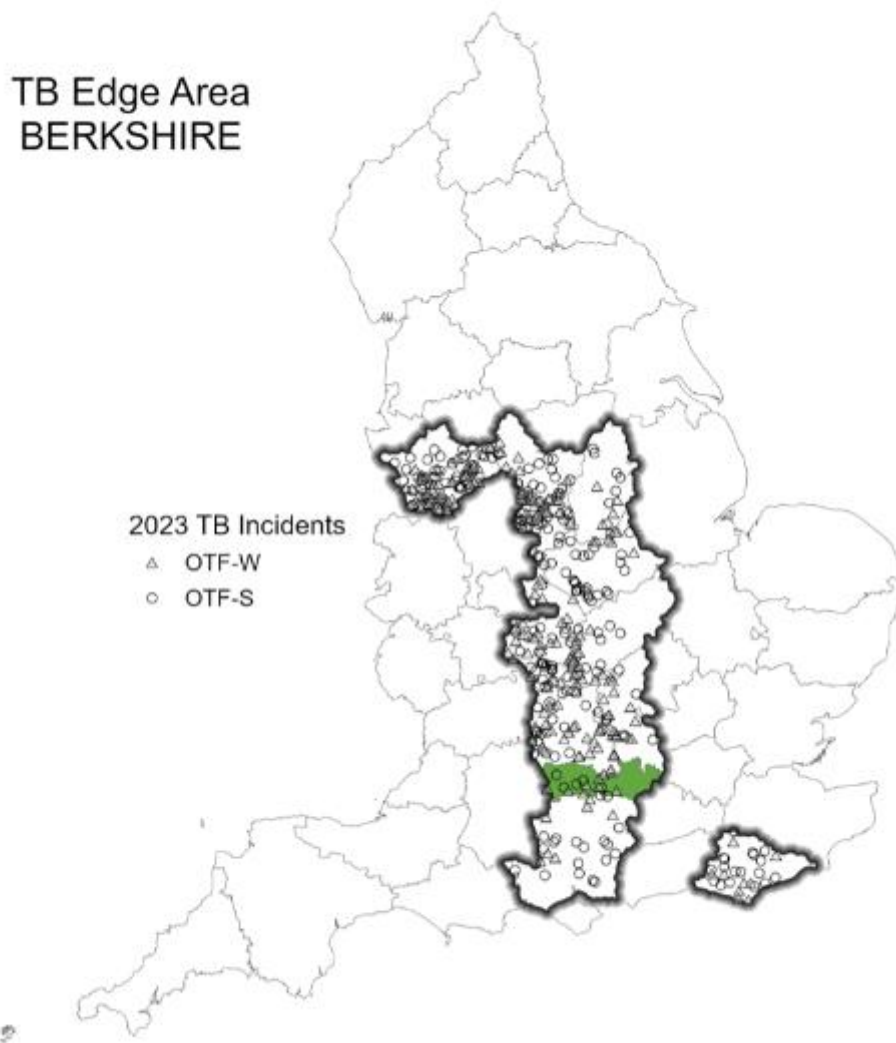 TB Edge Area
BERKSHIRE
2023 TB Incidents
OTF-W
OTF-S